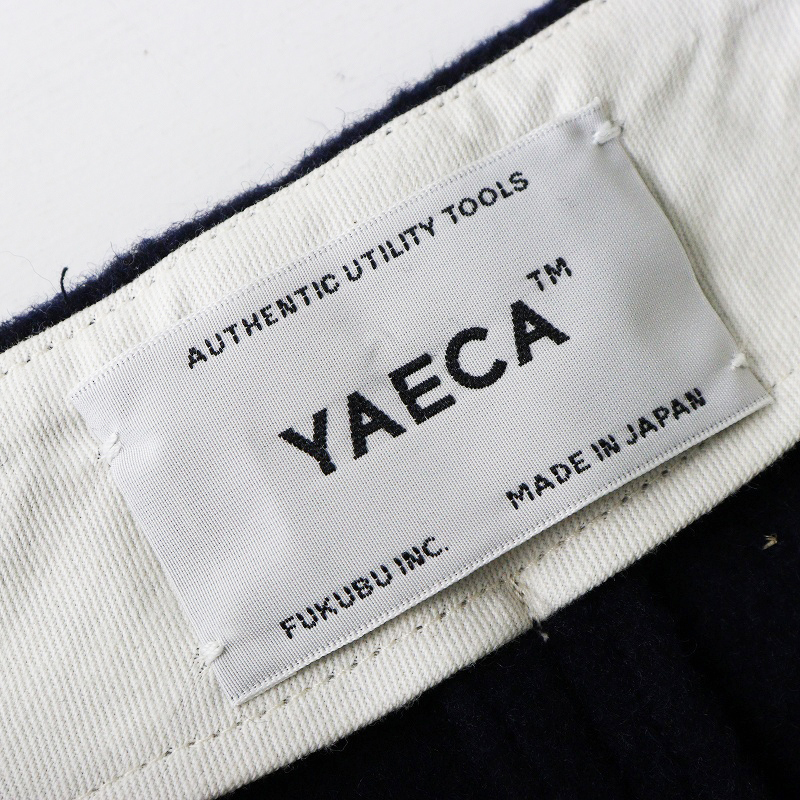 AUTHENTIC UTILITY TOOLS
YAECA™
FUKUBU INC. MADE IN JAPAN